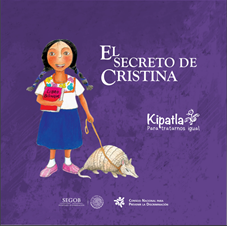 EL
SECRETO DE
CRISTINA
Kipatla
Para tratarnos igual
SEGOB
CONSEJO NACIONAL PARA
PREVENIR LA DISCRIMINACIÓN